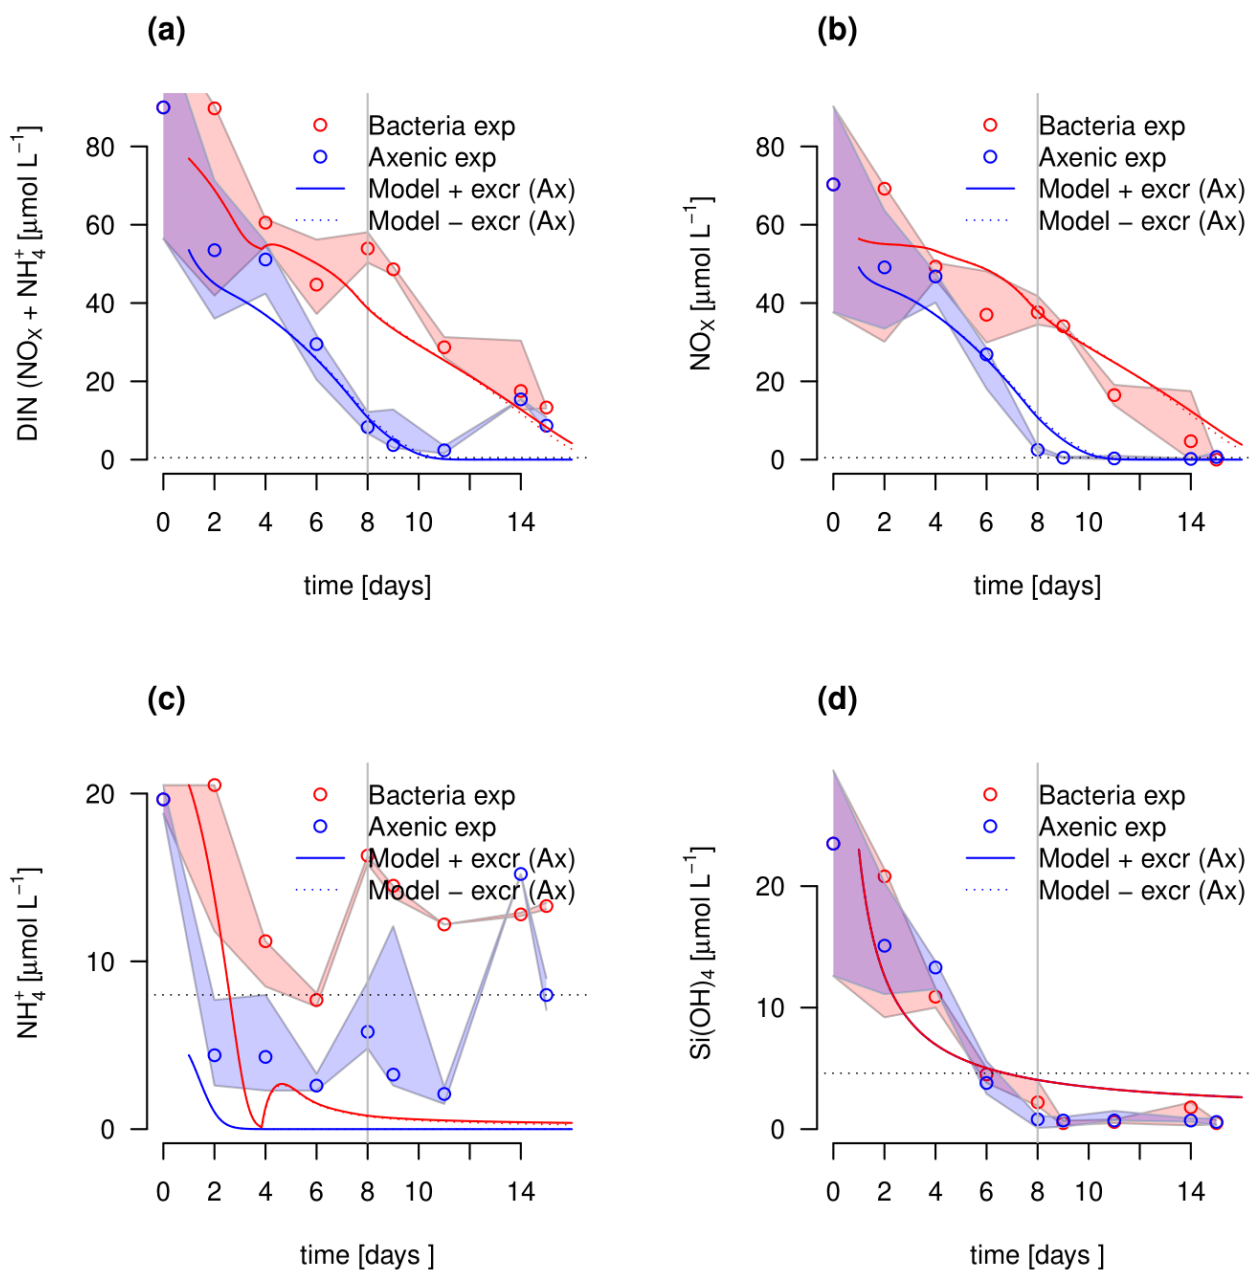 (a)
DIN (NOX + NH4+ [μmol L−1]
80
60
40
20
0
Bacteria exp
Axenic exp
Model + excr (Ax)
Model − excr (Ax)
0 2 4 6 8 10 14
time [days]
(b)
NOX [μmol L−1]
80
60
40
20
0
Bacteria exp
Axenic exp
Model + excr (Ax)
Model − excr (Ax)
0 2 4 6 8 10 14
time [days]
(c)
NH4+ [μmol L−1]
20
10
0
Bacteria exp
Axenic exp
Model + excr (Ax)
Model − excr (Ax)
0 2 4 6 8 10 14
time [days ]
(d)
Si(OH)4 [μmol L−1]
20
10
0
Bacteria exp
Axenic exp
Model + excr (Ax)
Model − excr (Ax)
0 2 4 6 8 10 14
time [days ]